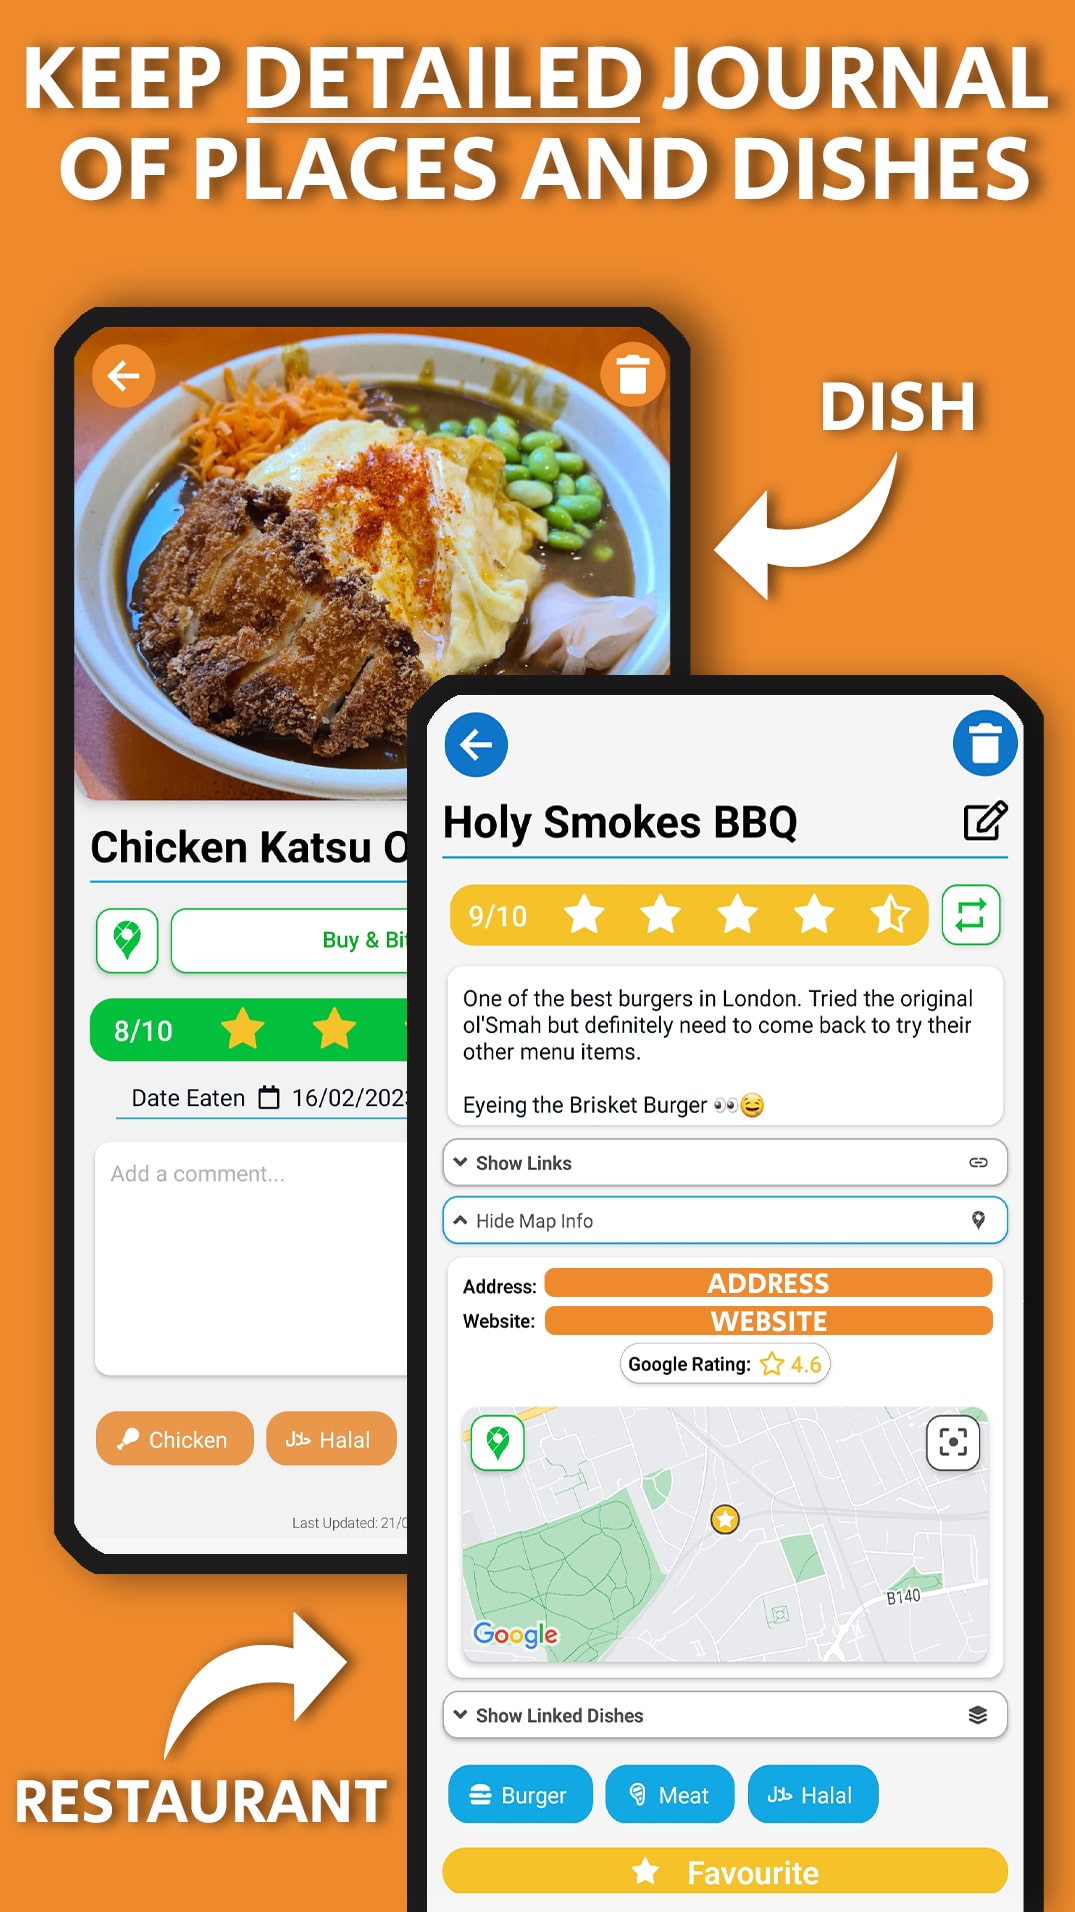 KEEP DETAILED JOURNAL
OF PLACES AND DISHES
DISH
Chicken Katsu
Buy &
8/10
Date Eaten 16/02/202
Add a comment...
Chicken
حلال Halal
Last Updated: 21/0
Holy Smokes BBQ
9/10
One of the best burgers in London. Tried the original
ol'Smah but definitely need to come back to try their
other menu items.
Eyeing the Brisket Burger 👀😋
Show Links
Hide Map Info
Address: ADDRESS
Website: WEBSITE
Google Rating: 4.6
B140
Google
Show Linked Dishes
Burger
Meat
حلال Halal
Favourite
RESTAURANT